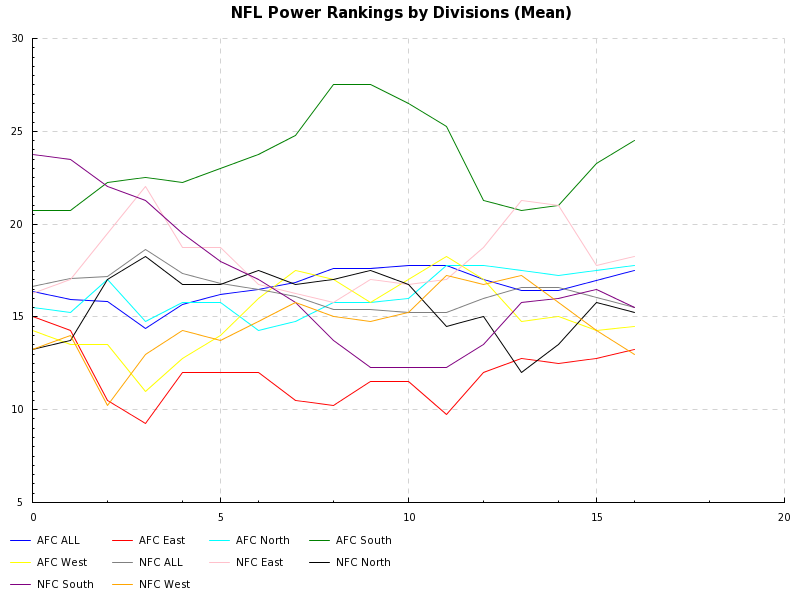 NFL Power Rankings by Divisions (Mean)
30
25
20
15
10
5
0 5 10 15 20
AFC ALL AFC East AFC North AFC South
AFC West NFC ALL NFC East NFC North
NFC South NFC West